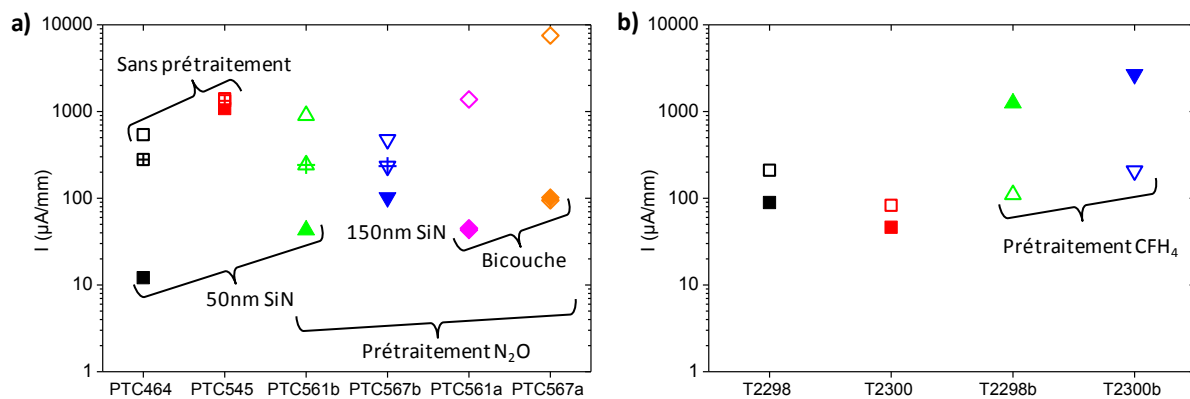 a)
I (µA/mm)
10000
1000
100
10
1
Sans prétraitement
150nm SiN
Bicouche
50nm SiN
Prétraitement N₂O
PTC464 PTC545 PTC561b PTC567b PTC561a PTC567a
b)
I (µA/mm)
10000
1000
100
10
1
Prétraitement CFH₄
T2298 T2300 T2298b T2300b